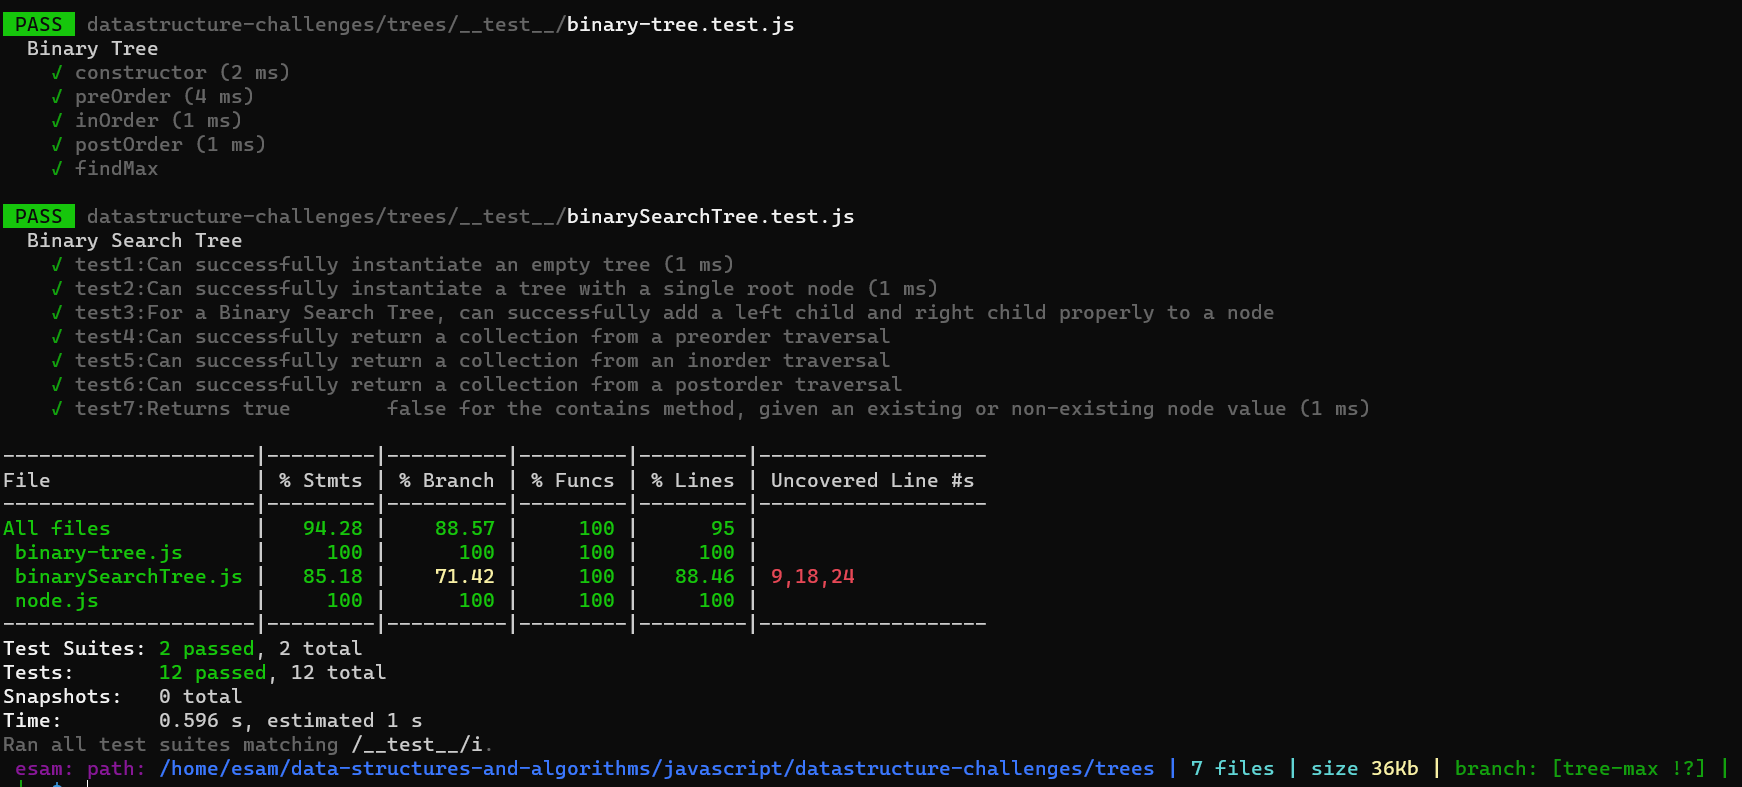 PASS datastructure-challenges/trees/__test__/binary-tree.test.js
Binary Tree
√ constructor (2 ms)
√ preOrder (4 ms)
√ inOrder (1 ms)
√ postOrder (1 ms)
√ findMax
PASS datastructure-challenges/trees/__test__/binarySearchTree.test.js
Binary Search Tree
√ test1:Can successfully instantiate an empty tree (1 ms)
√ test2:Can successfully instantiate a tree with a single root node (1 ms)
√ test3:For a Binary Search Tree, can successfully add a left child and right child properly to a node
√ test4:Can successfully return a collection from a preorder traversal
√ test5:Can successfully return a collection from an inorder traversal
√ test6:Can successfully return a collection from a postorder traversal
√ test7:Returns true        false for the contains method, given an existing or non-existing node value (1 ms)
---------------------|---------|----------|---------|---------|-------------------
File                 | % Stmts | % Branch | % Funcs | % Lines | Uncovered Line #s
---------------------|---------|----------|---------|---------|-------------------
All files            |   94.28 |    88.57 |     100 |      95 |
 binary-tree.js      |     100 |      100 |     100 |     100 |
 binarySearchTree.js |   85.18 |    71.42 |     100 |   88.46 | 9,18,24
 node.js             |     100 |      100 |     100 |     100 |
---------------------|---------|----------|---------|---------|-------------------
Test Suites: 2 passed, 2 total
Tests:       12 passed, 12 total
Snapshots:   0 total
Time:        0.596 s, estimated 1 s
Ran all test suites matching /__test__/i.
esam: path: /home/esam/data-structures-and-algorithms/javascript/datastructure-challenges/trees | 7 files | size 36Kb | branch: [tree-max !?] |